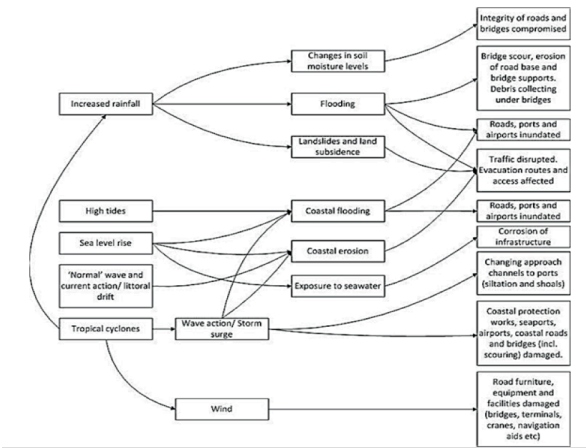 Integrity of roads and
bridges compromised
Changes in soil
moisture levels
Bridge scour, erosion
of road base and
bridge supports.
Debris collecting
under bridges
Increased rainfall
Flooding
Roads, ports and
airports inundated
Landslides and land
subsidence
Traffic disrupted.
Evacuation routes and
access affected
High tides
Coastal flooding
Roads, ports and
airports inundated
Sea level rise
Coastal erosion
Corrosion of
infrastructure
'Normal' wave and
current action/ littoral
drift
Exposure to seawater
Changing approach
channels to ports
(siltation and shoals)
Tropical cyclones
Wave action/ Storm
surge
Coastal protection
works, seaports,
airports, coastal roads
and bridges (incl.
scouring) damaged.
Wind
Road furniture,
equipment and
facilities damaged
(bridges, terminals,
cranes, navigation
aids etc)